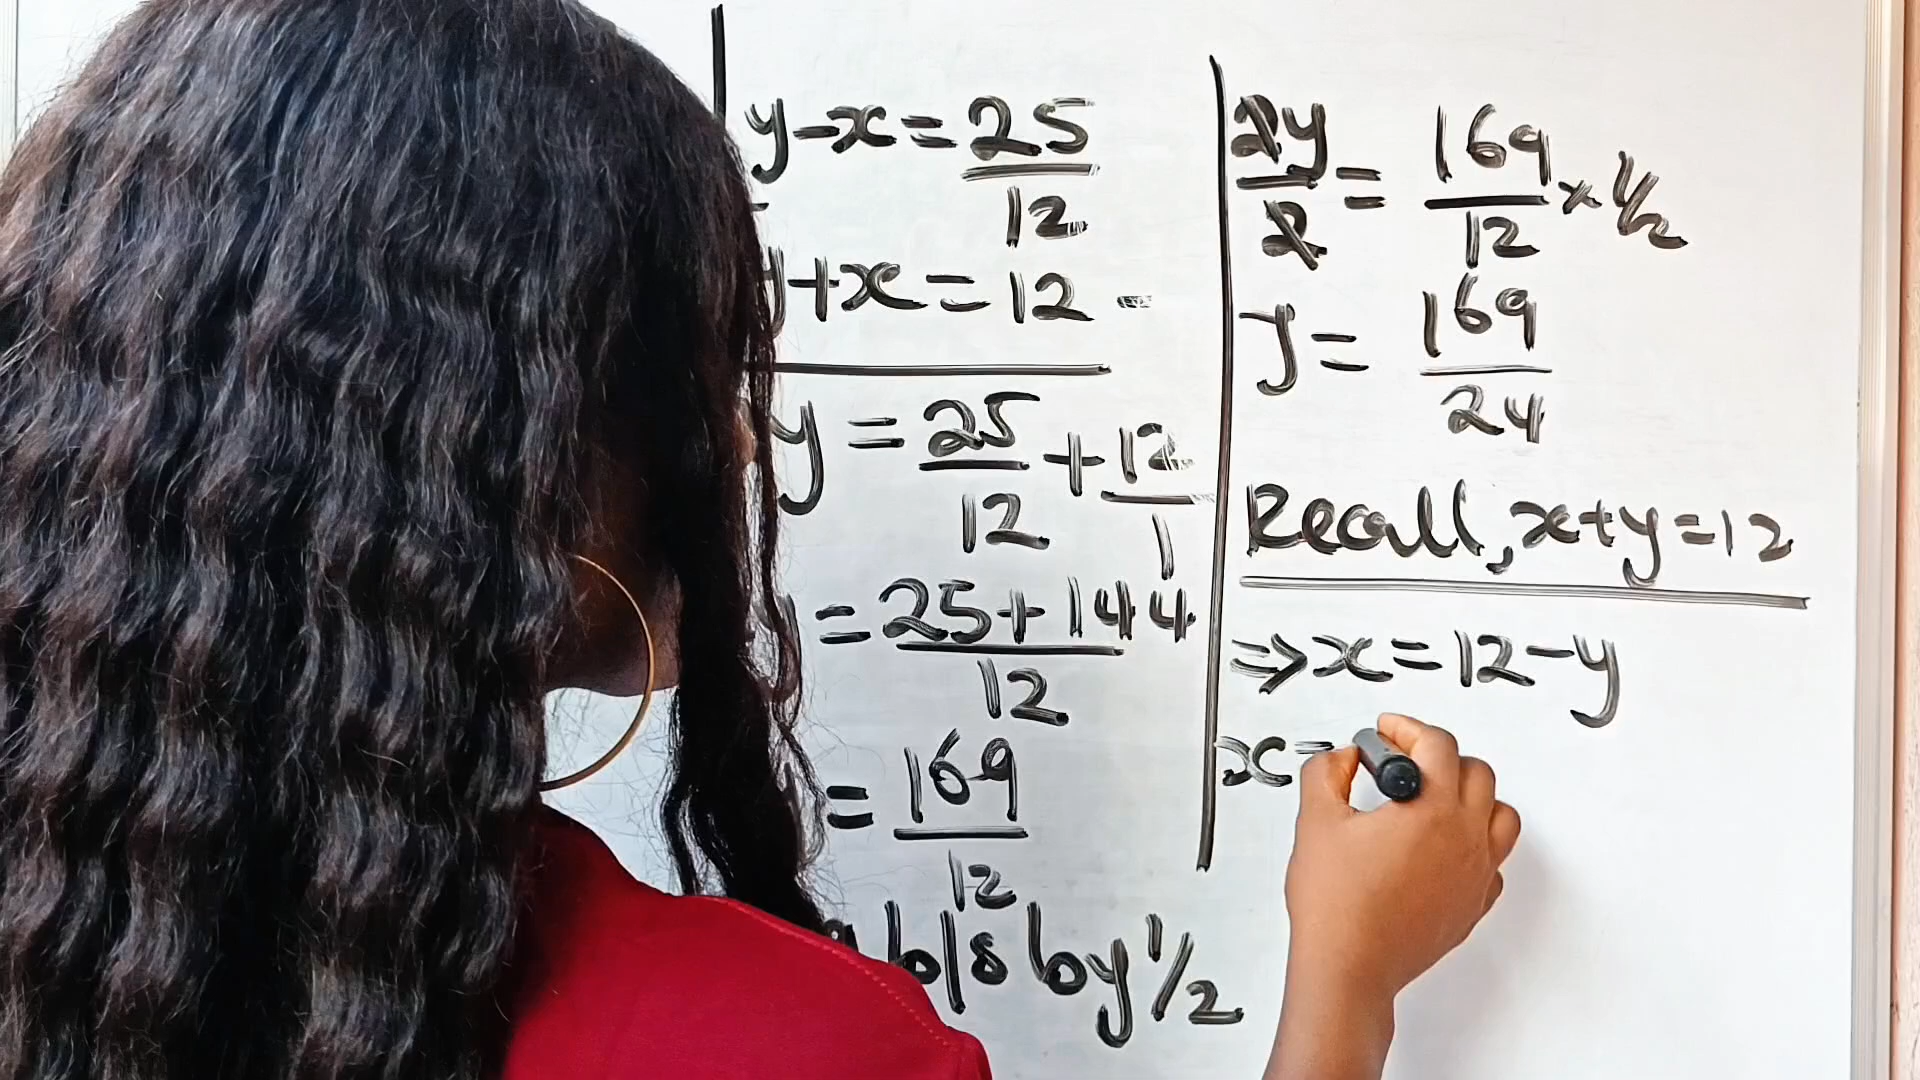 y-x=25/12
+x=12
y=25/12+12/1
=25+144/12
=169/12
b/s by 1/2
2y/2=169/12×1/2
y=169/24
Recall, x+y=12
⇒x=12-y
x=